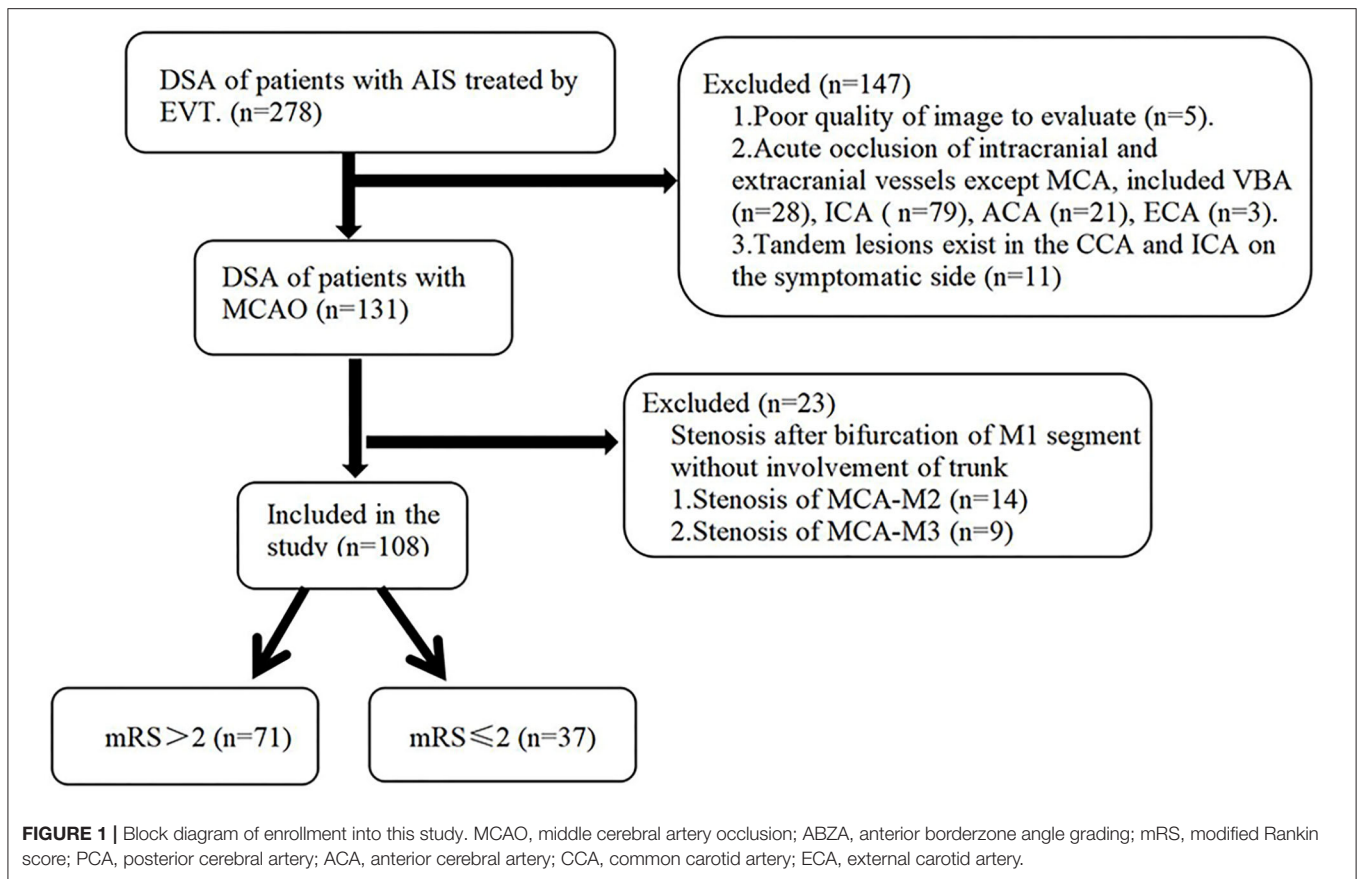 DSA of patients with AIS treated by
EVT. (n=278)
Excluded (n=147)
1.Poor quality of image to evaluate (n=5).
2.Acute occlusion of intracranial and
extracranial vessels except MCA, included VBA
(n=28), ICA ( n=79), ACA (n=21), ECA (n=3).
3.Tandem lesions exist in the CCA and ICA on
the symptomatic side (n=11)
DSA of patients with
MCAO (n=131)
Excluded (n=23)
Stenosis after bifurcation of M1 segment
without involvement of trunk
1.Stenosis of MCA-M2 (n=14)
2.Stenosis of MCA-M3 (n=9)
Included in the
study (n=108)
mRS>2 (n=71)
mRS≤2 (n=37)
FIGURE 1 | Block diagram of enrollment into this study. MCAO, middle cerebral artery occlusion; ABZA, anterior borderzone angle grading; mRS, modified Rankin
score; PCA, posterior cerebral artery; ACA, anterior cerebral artery; CCA, common carotid artery; ECA, external carotid artery.